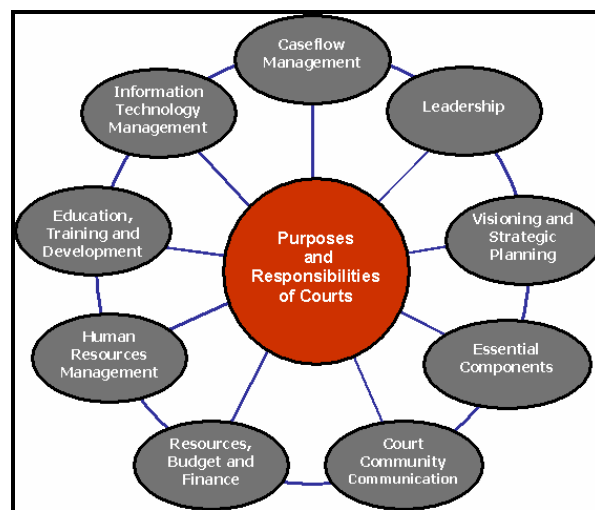 Caseflow
Management
Leadership
Visioning and
Strategic
Planning
Essential
Components
Court
Community
Communication
Resources,
Budget and
Finance
Human
Resources
Management
Education,
Training and
Development
Information
Technology
Management
Purposes
and
Responsibilities
of Courts